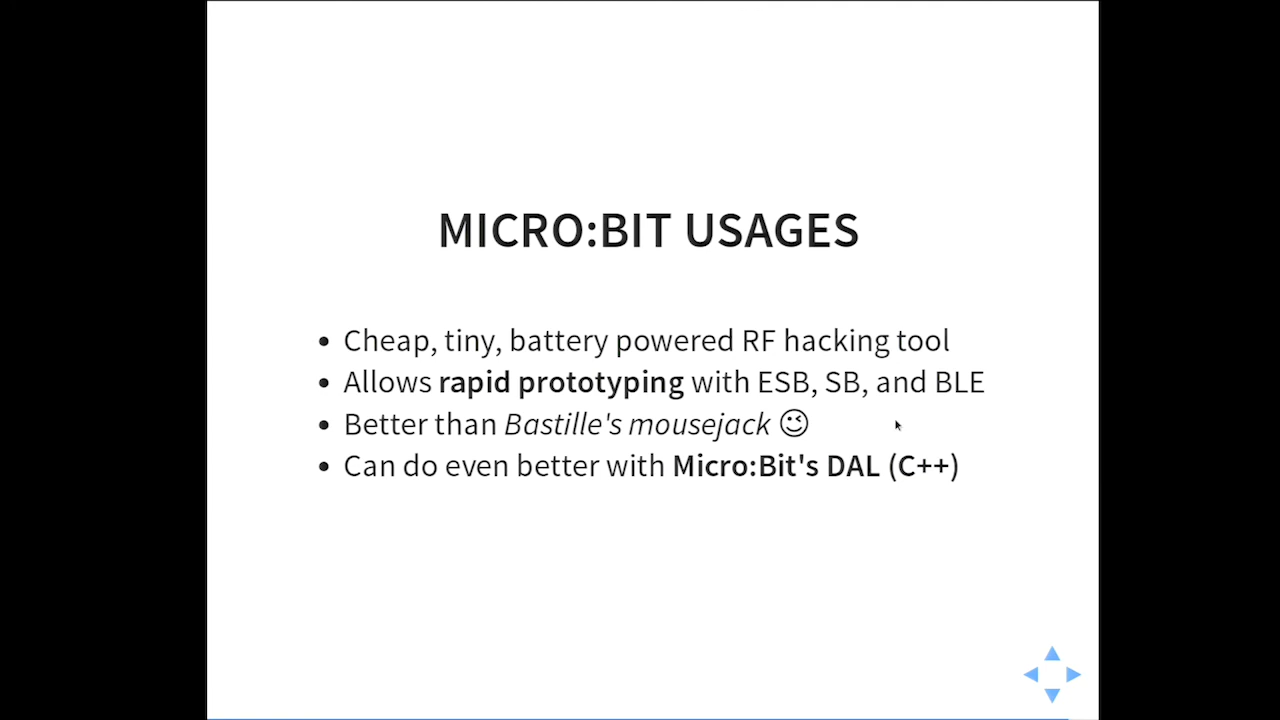 MICRO:BIT USAGES
• Cheap, tiny, battery powered RF hacking tool
• Allows rapid prototyping with ESB, SB, and BLE
• Better than Bastille's mousejack 😉
• Can do even better with Micro:Bit's DAL (C++)